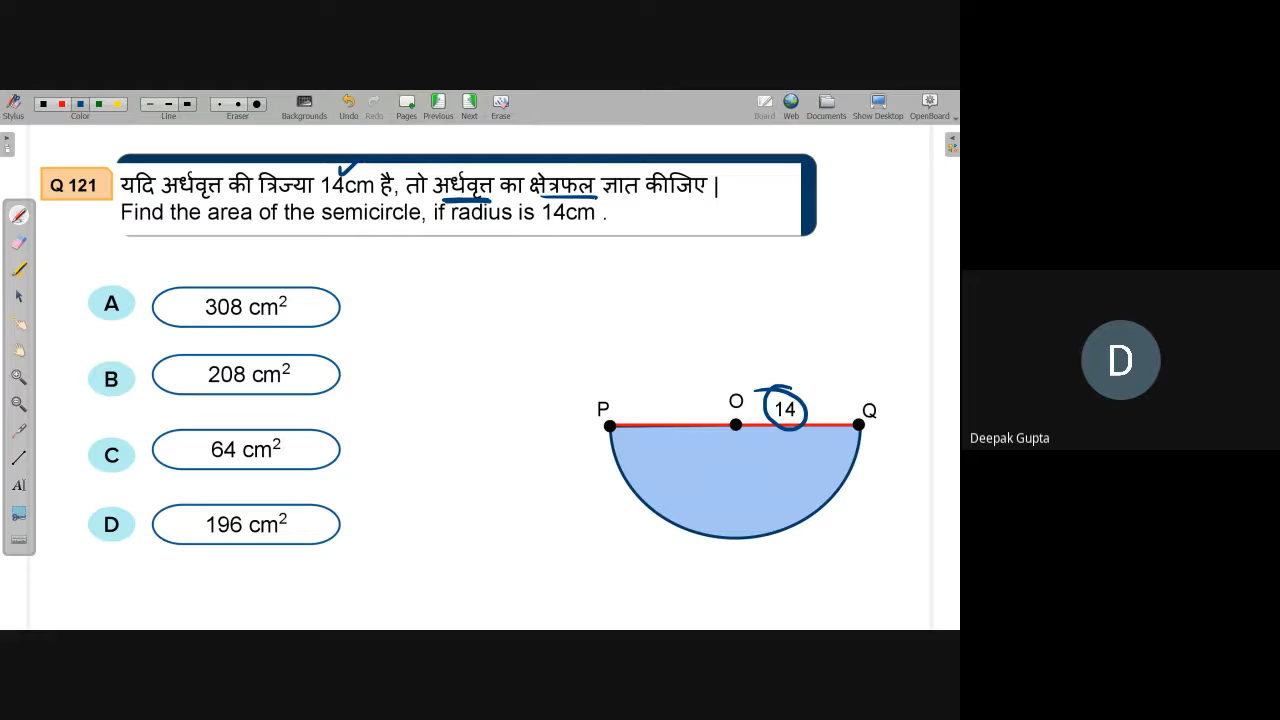 Stylus
Color
Line
Eraser
Backgrounds
Undo
Redo
Pages
Previous
Next
Erase
Board
Web
Documents
Show Desktop
OpenBoard
Q 121
यदि अर्धवृत्त की त्रिज्या 14cm है, तो अर्धवृत्त का क्षेत्रफल ज्ञात कीजिए |
Find the area of the semicircle, if radius is 14cm .
A
308 cm²
B
208 cm²
C
64 cm²
D
196 cm²
P
O
14
Q
D
Deepak Gupta